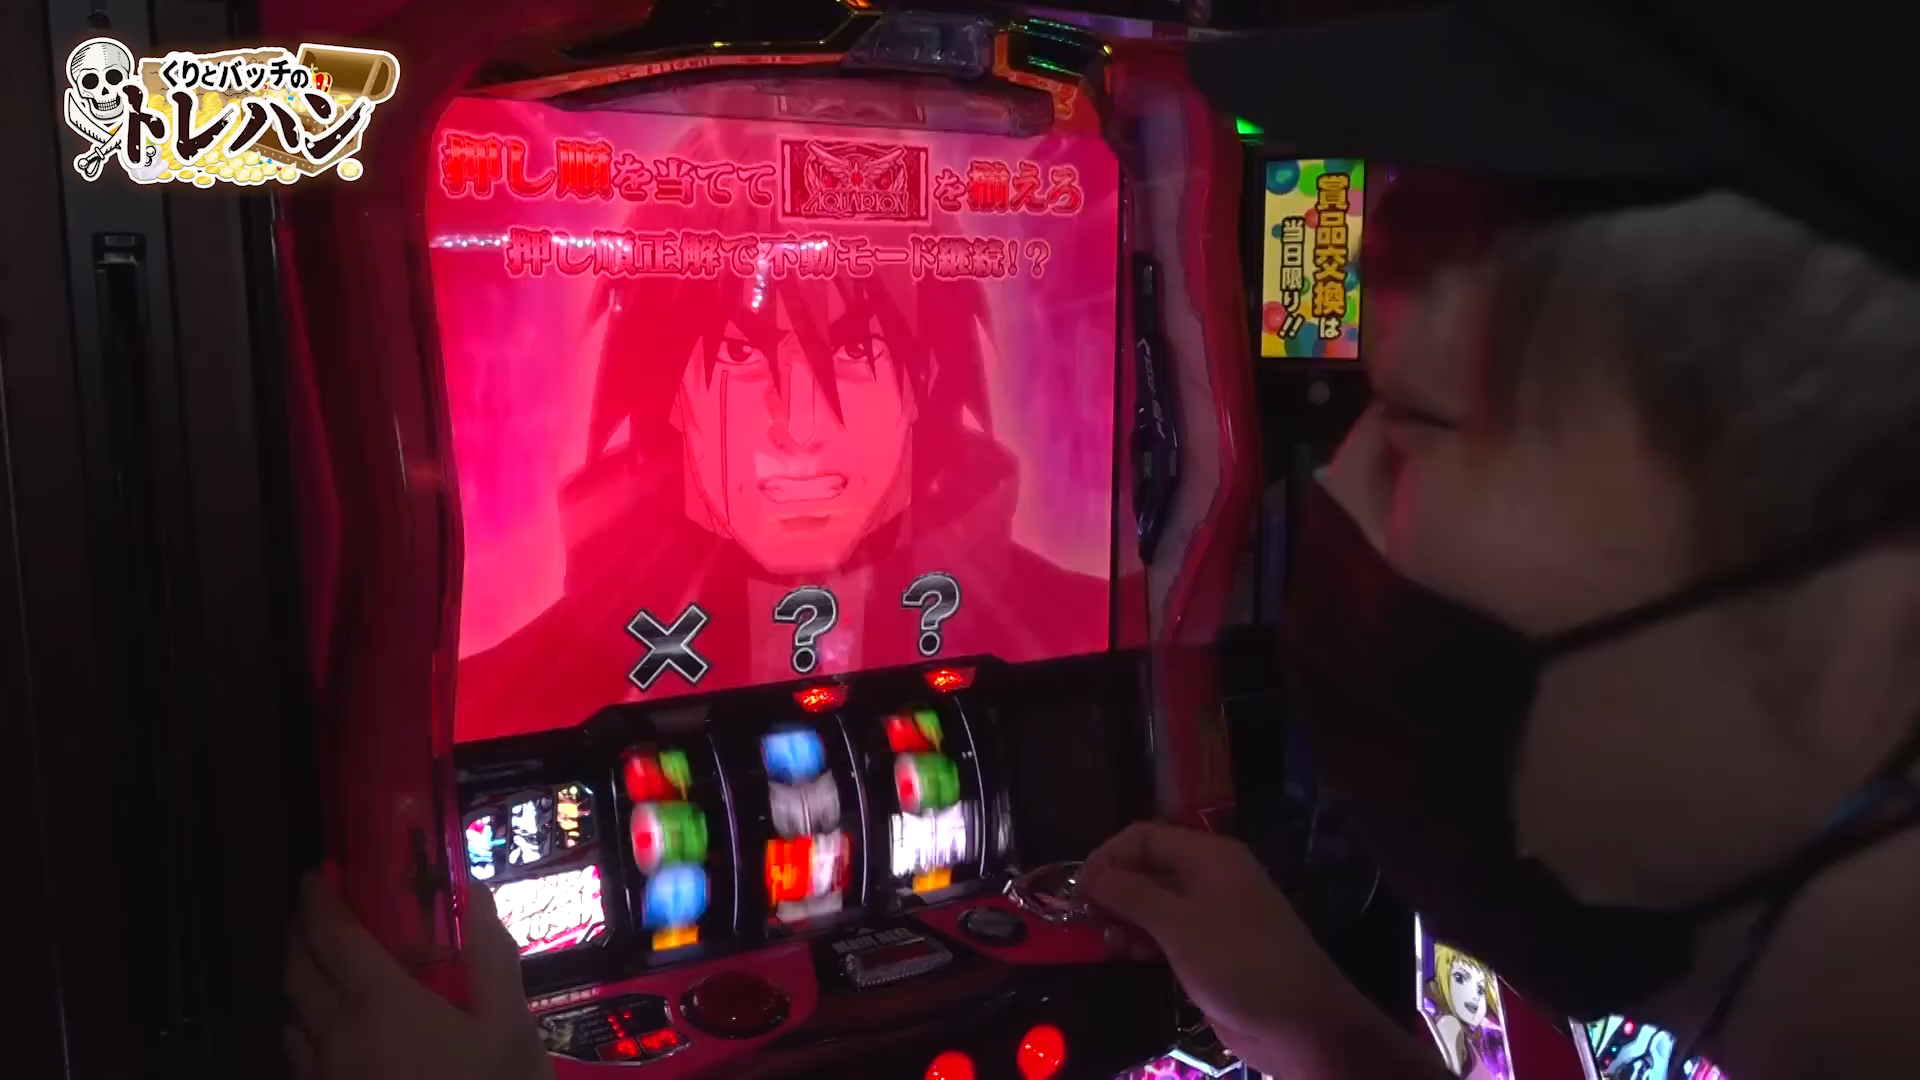 くりとバッチの
トレハン
押し順を当てて AQUARION を揃えろ
押し順正解で不動モード継続!?
×??
賞品交換は
当日限り!!